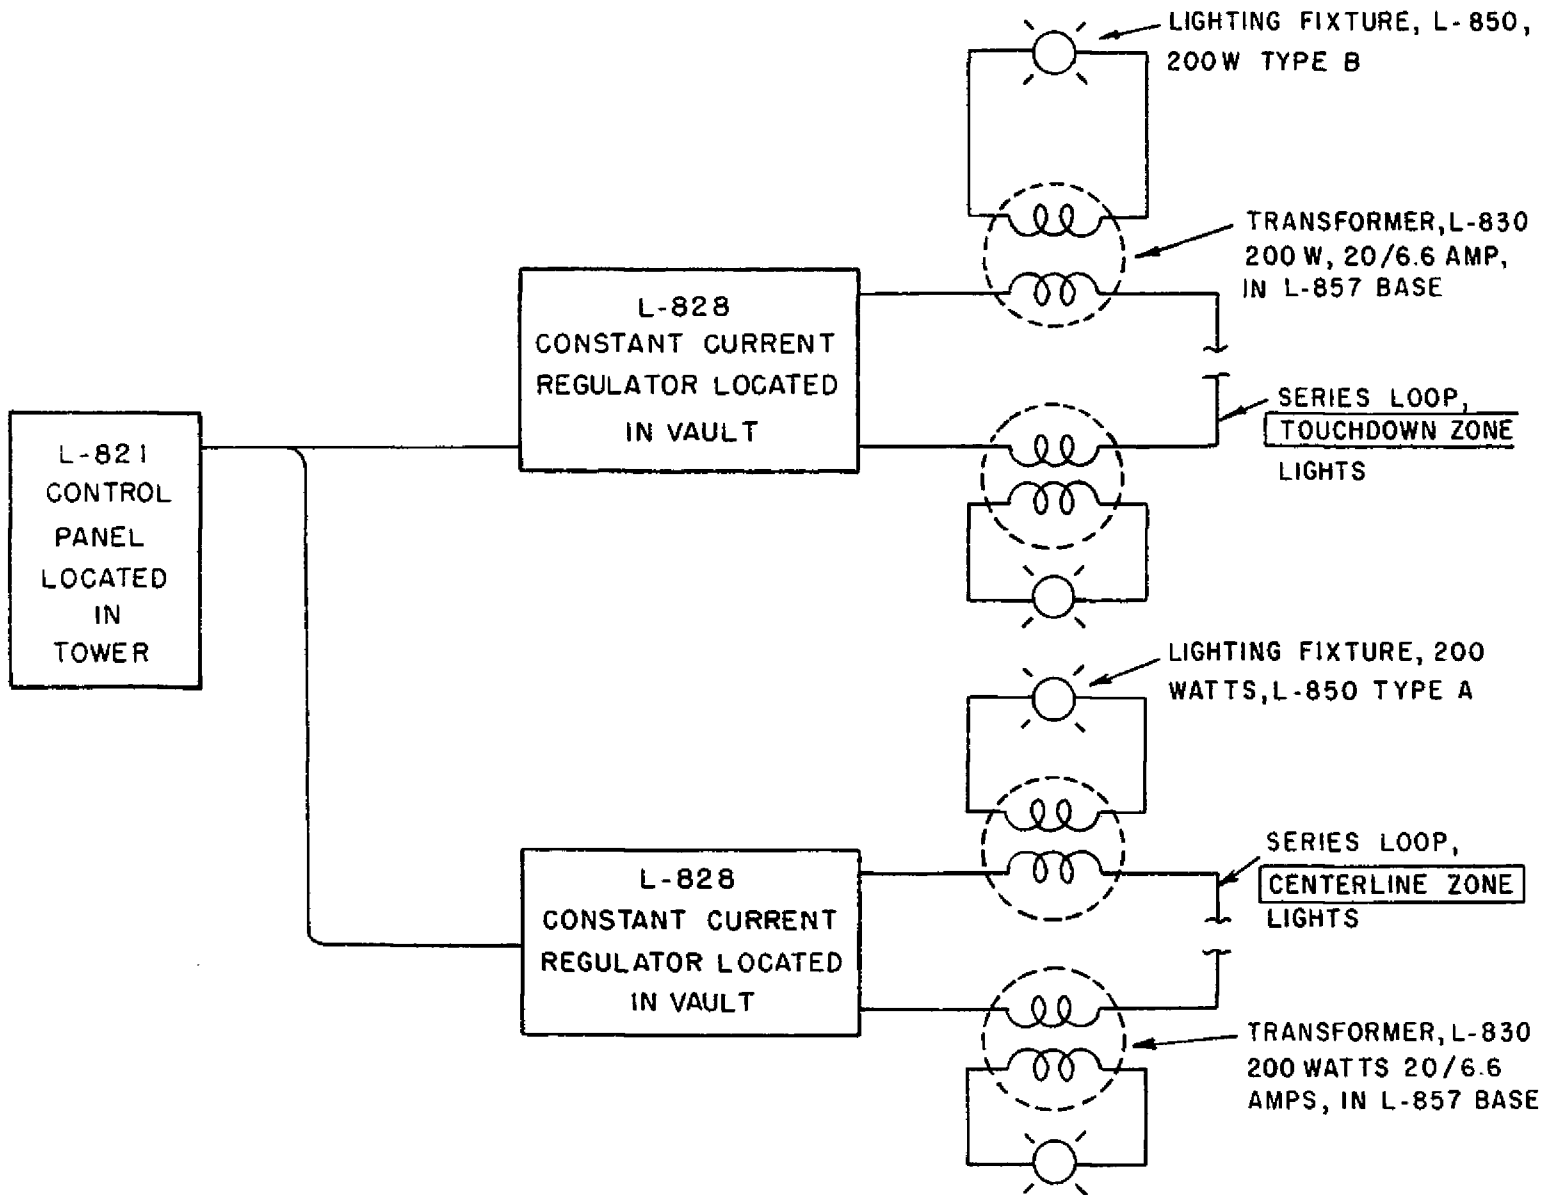 LIGHTING FIXTURE, L-850,
200W TYPE B
TRANSFORMER, L-830
200 W, 20/6.6 AMP,
IN L-857 BASE
L-828
CONSTANT CURRENT
REGULATOR LOCATED
IN VAULT
SERIES LOOP,
TOUCHDOWN ZONE
LIGHTS
L-821
CONTROL
PANEL
LOCATED
IN
TOWER
LIGHTING FIXTURE, 200
WATTS, L-850 TYPE A
L-828
CONSTANT CURRENT
REGULATOR LOCATED
IN VAULT
SERIES LOOP,
CENTERLINE ZONE
LIGHTS
TRANSFORMER, L-830
200 WATTS 20/6.6
AMPS, IN L-857 BASE